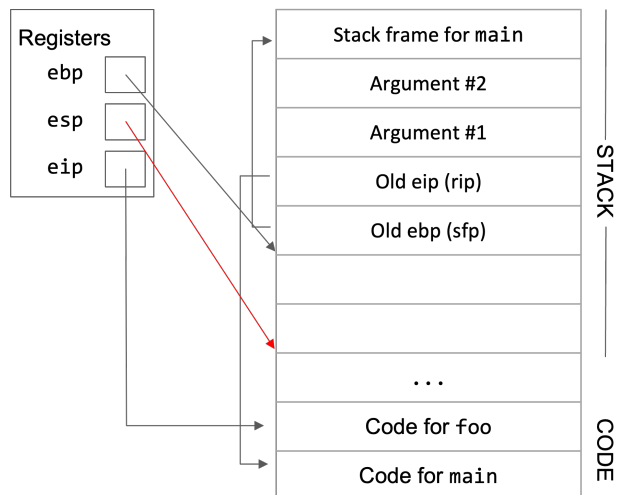 Registers
ebp
esp
eip
Stack frame for main
Argument #2
Argument #1
Old eip (rip)
Old ebp (sfp)
...
Code for foo
Code for main
STACK
CODE